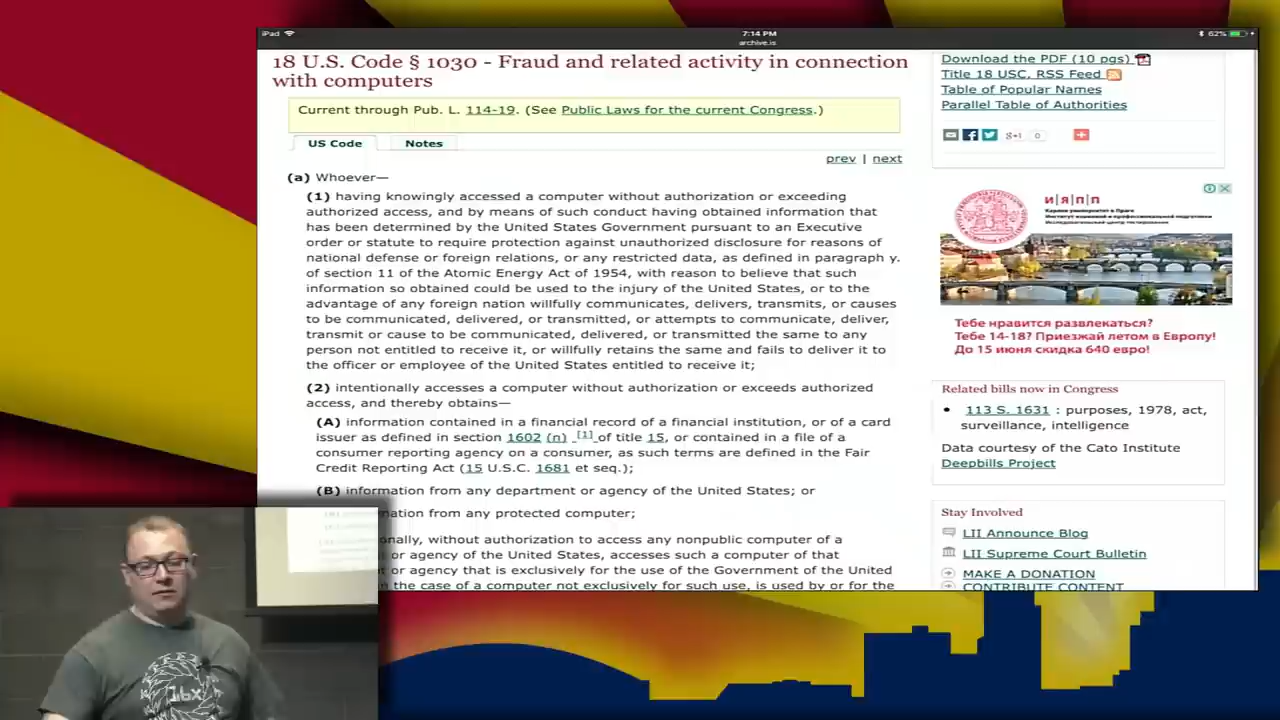 iPad
7:14 PM
62%
archive.is
18 U.S. Code § 1030 - Fraud and related activity in connection
with computers
Current through Pub. L. 114-19. (See Public Laws for the current Congress.)
US Code
Notes
prev | next
(a) Whoever—
(1) having knowingly accessed a computer without authorization or exceeding
authorized access, and by means of such conduct having obtained information that
has been determined by the United States Government pursuant to an Executive
order or statute to require protection against unauthorized disclosure for reasons of
national defense or foreign relations, or any restricted data, as defined in paragraph y.
of section 11 of the Atomic Energy Act of 1954, with reason to believe that such
information so obtained could be used to the injury of the United States, or to the
advantage of any foreign nation willfully communicates, delivers, transmits, or causes
to be communicated, delivered, or transmitted, or attempts to communicate, deliver,
transmit or cause to be communicated, delivered, or transmitted the same to any
person not entitled to receive it, or willfully retains the same and fails to deliver it to
the officer or employee of the United States entitled to receive it;
(2) intentionally accesses a computer without authorization or exceeds authorized
access, and thereby obtains—
(A) information contained in a financial record of a financial institution, or of a card
issuer as defined in section 1602 (n) [1] of title 15, or contained in a file of a
consumer reporting agency on a consumer, as such terms are defined in the Fair
Credit Reporting Act (15 U.S.C. 1681 et seq.);
(B) information from any department or agency of the United States; or
mation from any protected computer;
onally, without authorization to access any nonpublic computer of a
t or agency of the United States, accesses such a computer of that
t or agency that is exclusively for the use of the Government of the United
n the case of a computer not exclusively for such use, is used by or for the
Download the PDF (10 pgs)
Title 18 USC, RSS Feed
Table of Popular Names
Parallel Table of Authorities
g+1 0
и|я|п|п
Карлов университет в Праге
Институт языковой и профессиональной подготовки
Тебе нравится развлекаться?
Тебе 14-18? Приезжай летом в Европу!
До 15 июня скидка 640 евро!
Related bills now in Congress
• 113 S. 1631 : purposes, 1978, act,
surveillance, intelligence
Data courtesy of the Cato Institute
Deepbills Project
Stay Involved
LII Announce Blog
LII Supreme Court Bulletin
MAKE A DONATION
CONTRIBUTE CONTENT